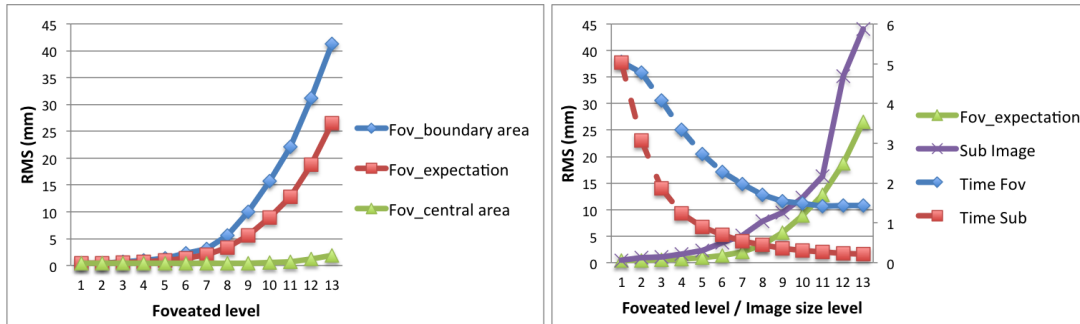 45
40
35
30
25
20
15
10
5
0
RMS (mm)
1 2 3 4 5 6 7 8 9 10 11 12 13
Foveated level
Fov_boundary area
Fov_expectation
Fov_central area
45
40
35
30
25
20
15
10
5
0
RMS (mm)
6
5
4
3
2
1
0
1 2 3 4 5 6 7 8 9 10 11 12 13
Foveated level / Image size level
Fov_expectation
Sub Image
Time Fov
Time Sub